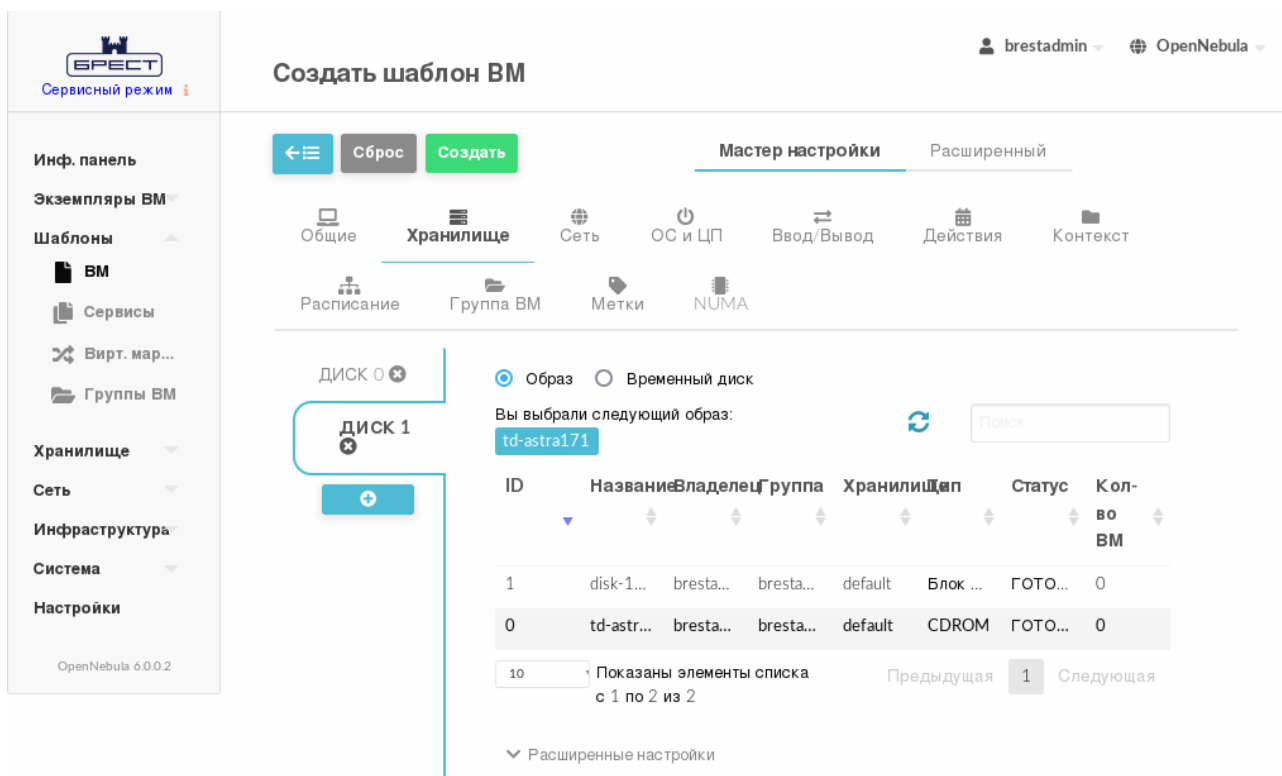 БРЕСТ
Сервисный режим
brestadmin
OpenNebula
Создать шаблон ВМ
Инф. панель
Экземпляры ВМ
Шаблоны
ВМ
Сервисы
Вирт. мар...
Группы ВМ
Хранилище
Сеть
Инфраструктура
Система
Настройки
OpenNebula 6.0.0.2
Сброс
Создать
Мастер настройки
Расширенный
Общие
Хранилище
Сеть
ОС и ЦП
Ввод/Вывод
Действия
Контекст
Расписание
Группа ВМ
Метки
NUMA
ДИСК 0
ДИСК 1
Образ
Временный диск
Вы выбрали следующий образ:
td-astra171
Поиск
ID Название Владелец Группа Хранилище Тип Статус Кол-
во
ВМ
1 disk-1... bresta... bresta... default Блок ... ГОТО... 0
0 td-astr... bresta... bresta... default CDROM ГОТО... 0
10
Показаны элементы списка
с 1 по 2 из 2
Предыдущая 1 Следующая
Расширенные настройки